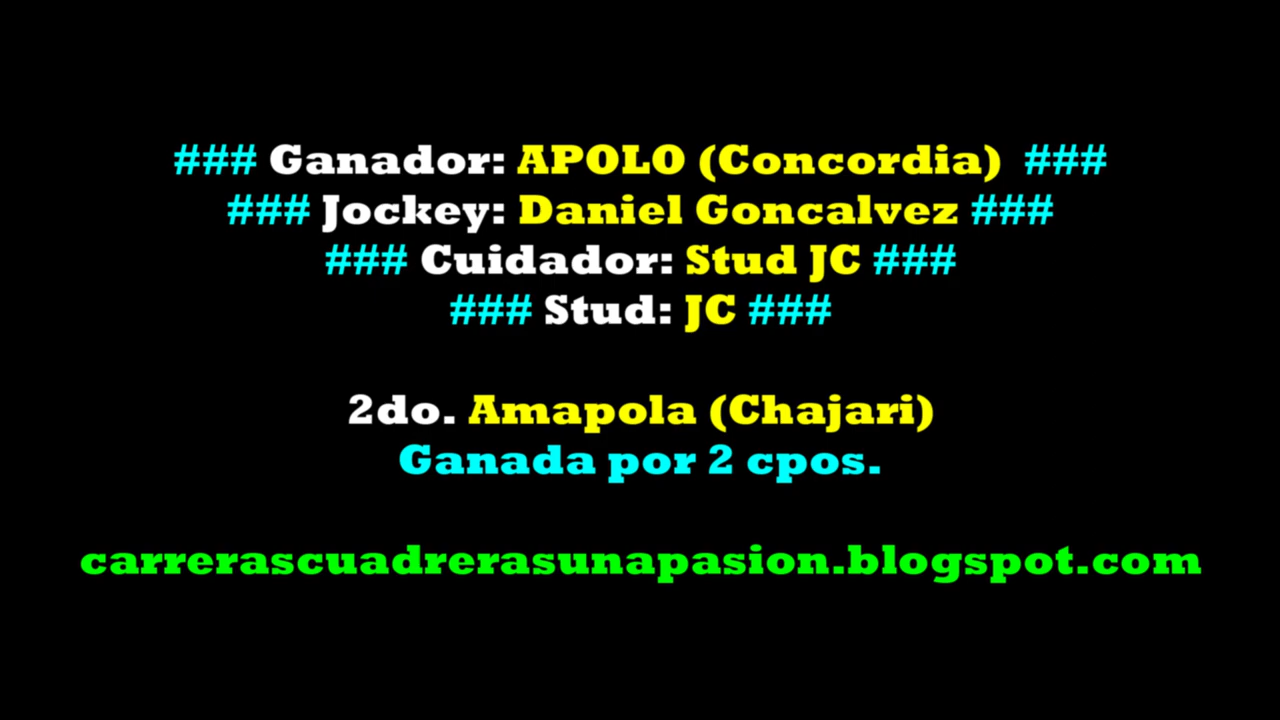 ### Ganador: APOLO (Concordia) ###
### Jockey: Daniel Goncalvez ###
### Cuidador: Stud JC ###
### Stud: JC ###
2do. Amapola (Chajari)
Ganada por 2 cpos.
carrerascuadrerasunapasion.blogspot.com